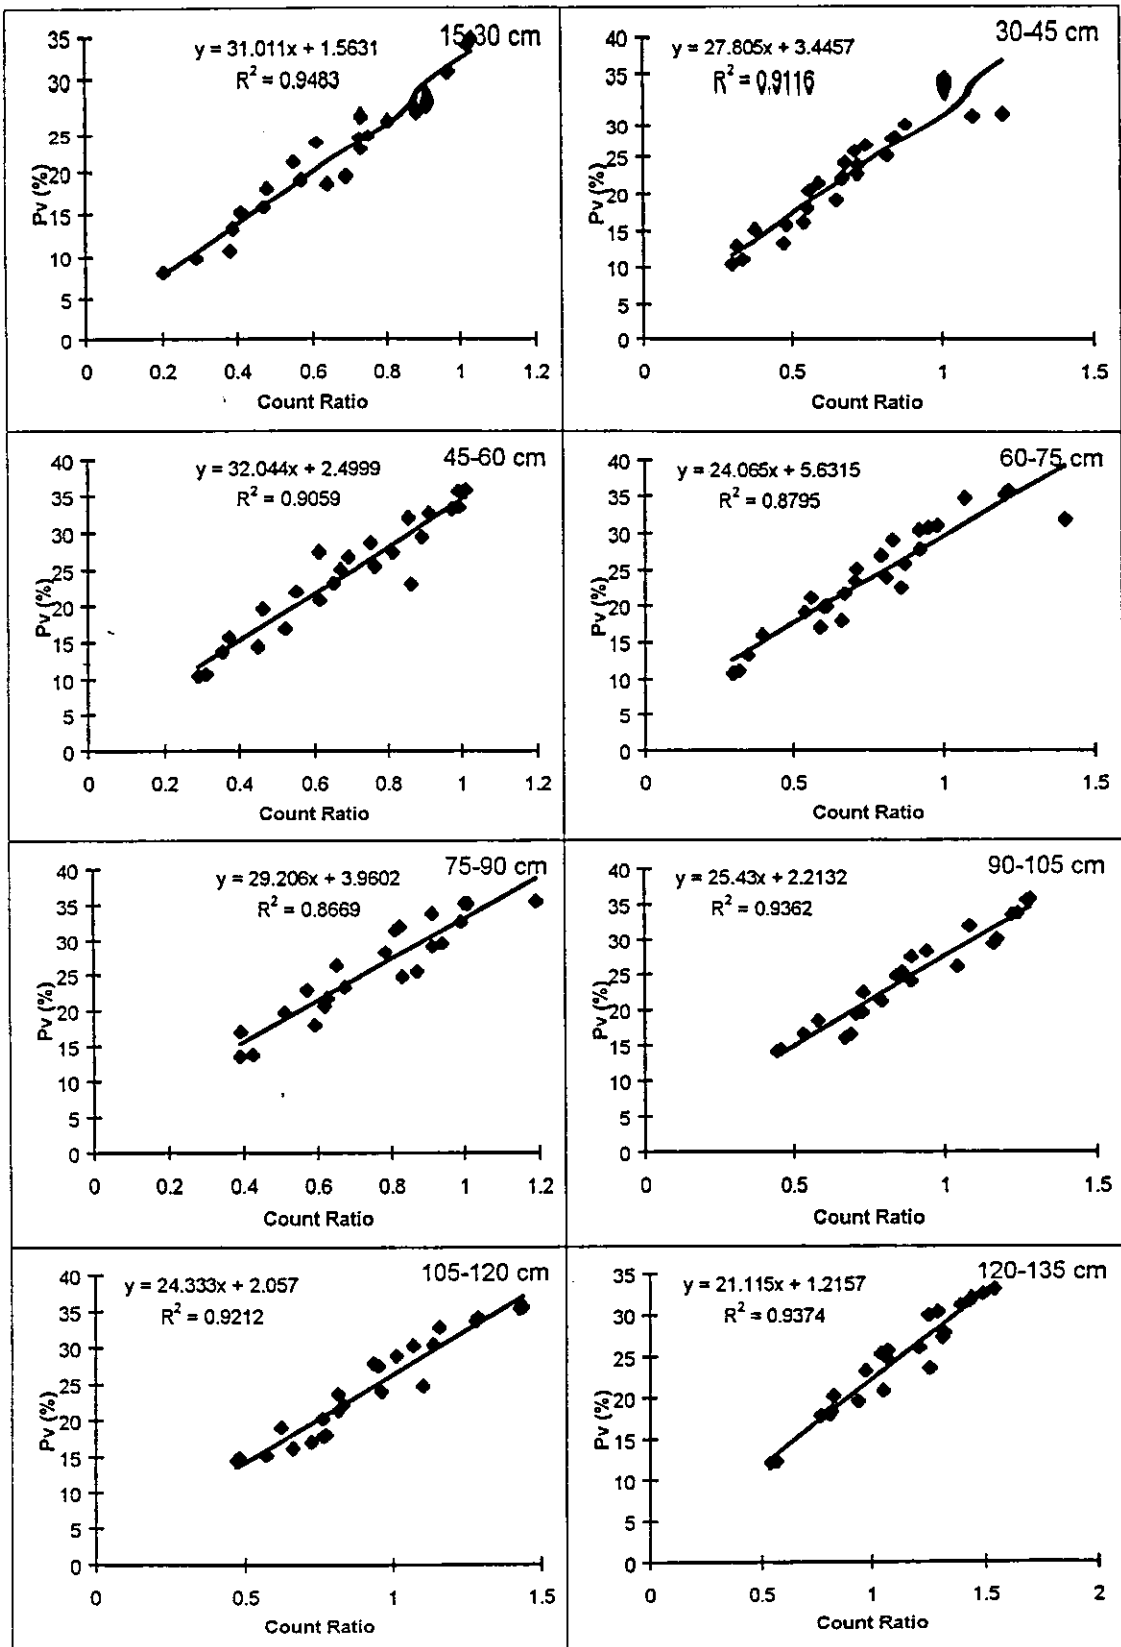 15-30 cm
y = 31.011x + 1.5631
R² = 0.9483
35
30
25
20
15
10
5
0
Pv (%)
0 0.2 0.4 0.6 0.8 1 1.2
Count Ratio
30-45 cm
y = 27.805x + 3.4457
R² = 0.9116
40
35
30
25
20
15
10
5
0
Pv (%)
0 0.5 1 1.5
Count Ratio
45-60 cm
y = 32.044x + 2.4999
R² = 0.9059
40
35
30
25
20
15
10
5
0
Pv (%)
0 0.2 0.4 0.6 0.8 1 1.2
Count Ratio
60-75 cm
y = 24.065x + 5.6315
R² = 0.8795
40
35
30
25
20
15
10
5
0
Pv (%)
0 0.5 1 1.5
Count Ratio
75-90 cm
y = 29.206x + 3.9602
R² = 0.8669
40
35
30
25
20
15
10
5
0
Pv (%)
0 0.2 0.4 0.6 0.8 1 1.2
Count Ratio
90-105 cm
y = 25.43x + 2.2132
R² = 0.9362
40
35
30
25
20
15
10
5
0
Pv (%)
0 0.5 1 1.5
Count Ratio
105-120 cm
y = 24.333x + 2.057
R² = 0.9212
40
35
30
25
20
15
10
5
0
Pv (%)
0 0.5 1 1.5
Count Ratio
120-135 cm
y = 21.115x + 1.2157
R² = 0.9374
35
30
25
20
15
10
5
0
Pv (%)
0 0.5 1 1.5 2
Count Ratio